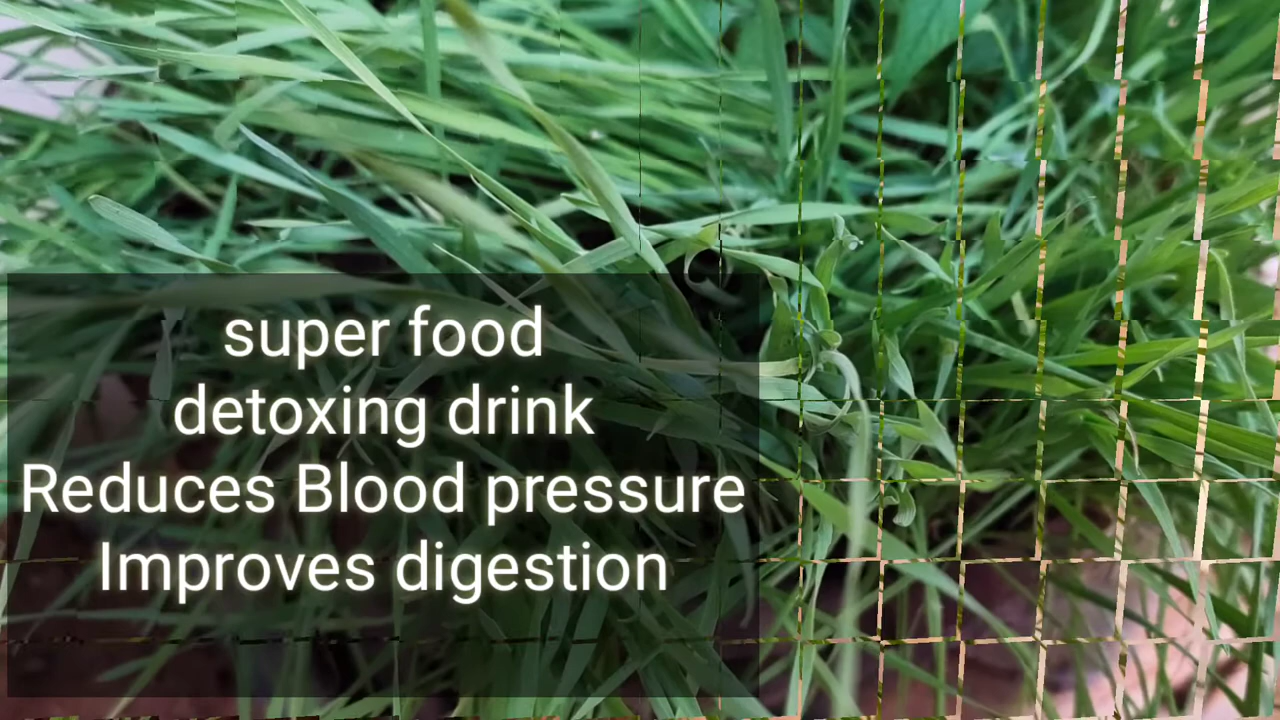 super food
detoxing drink
Reduces Blood pressure
Improves digestion